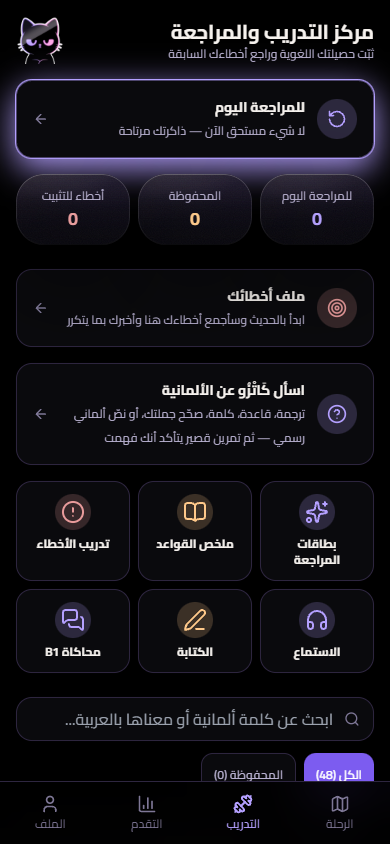 مركز التدريب والمراجعة
ثبّت حصيلتك اللغوية وراجع أخطاءك السابقة
للمراجعة اليوم
لا شيء مستحق الآن — ذاكرتك مرتاحة
للمراجعة اليوم
0
المحفوظة
0
أخطاء للتثبيت
0
ملف أخطائك
ابدأ بالحديث وسأجمع أخطاءك هنا وأخبرك بما يتكرر
اسأل كَاتْزُو عن الألمانية
ترجمة، قاعدة، كلمة، صحّح جملتك، أو نصّ ألماني
رسمي — ثم تمرين قصير يتأكد أنك فهمت
بطاقات
المراجعة
ملخص القواعد
تدريب الأخطاء
الاستماع
الكتابة
محاكاة B1
ابحث عن كلمة ألمانية أو معناها بالعربية...
الكل (48)
المحفوظة (0)
الرحلة
التدريب
التقدم
الملف